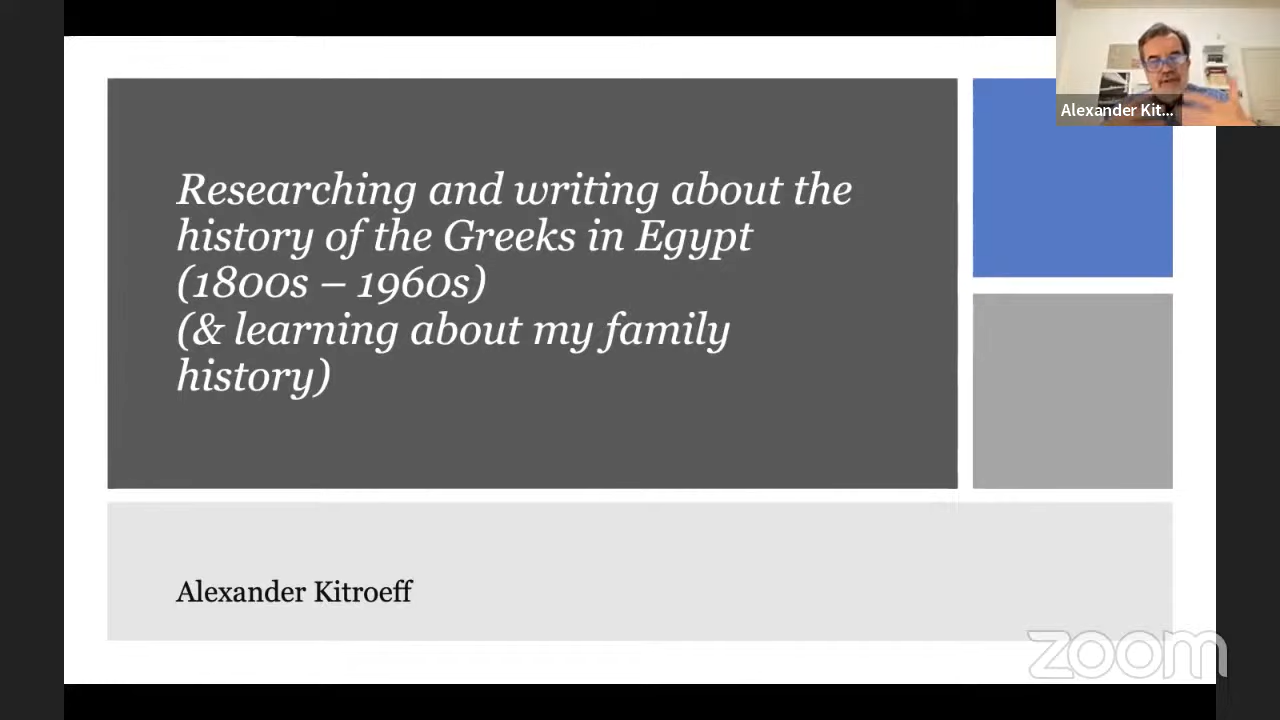 Alexander Kit...
Researching and writing about the
history of the Greeks in Egypt
(1800s – 1960s)
(& learning about my family
history)
Alexander Kitroeff
zoom